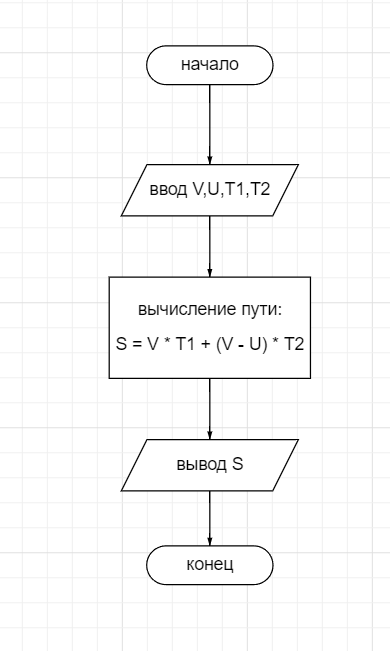 начало
ввод V,U,T1,T2
вычисление пути:
S = V * T1 + (V - U) * T2
вывод S
конец